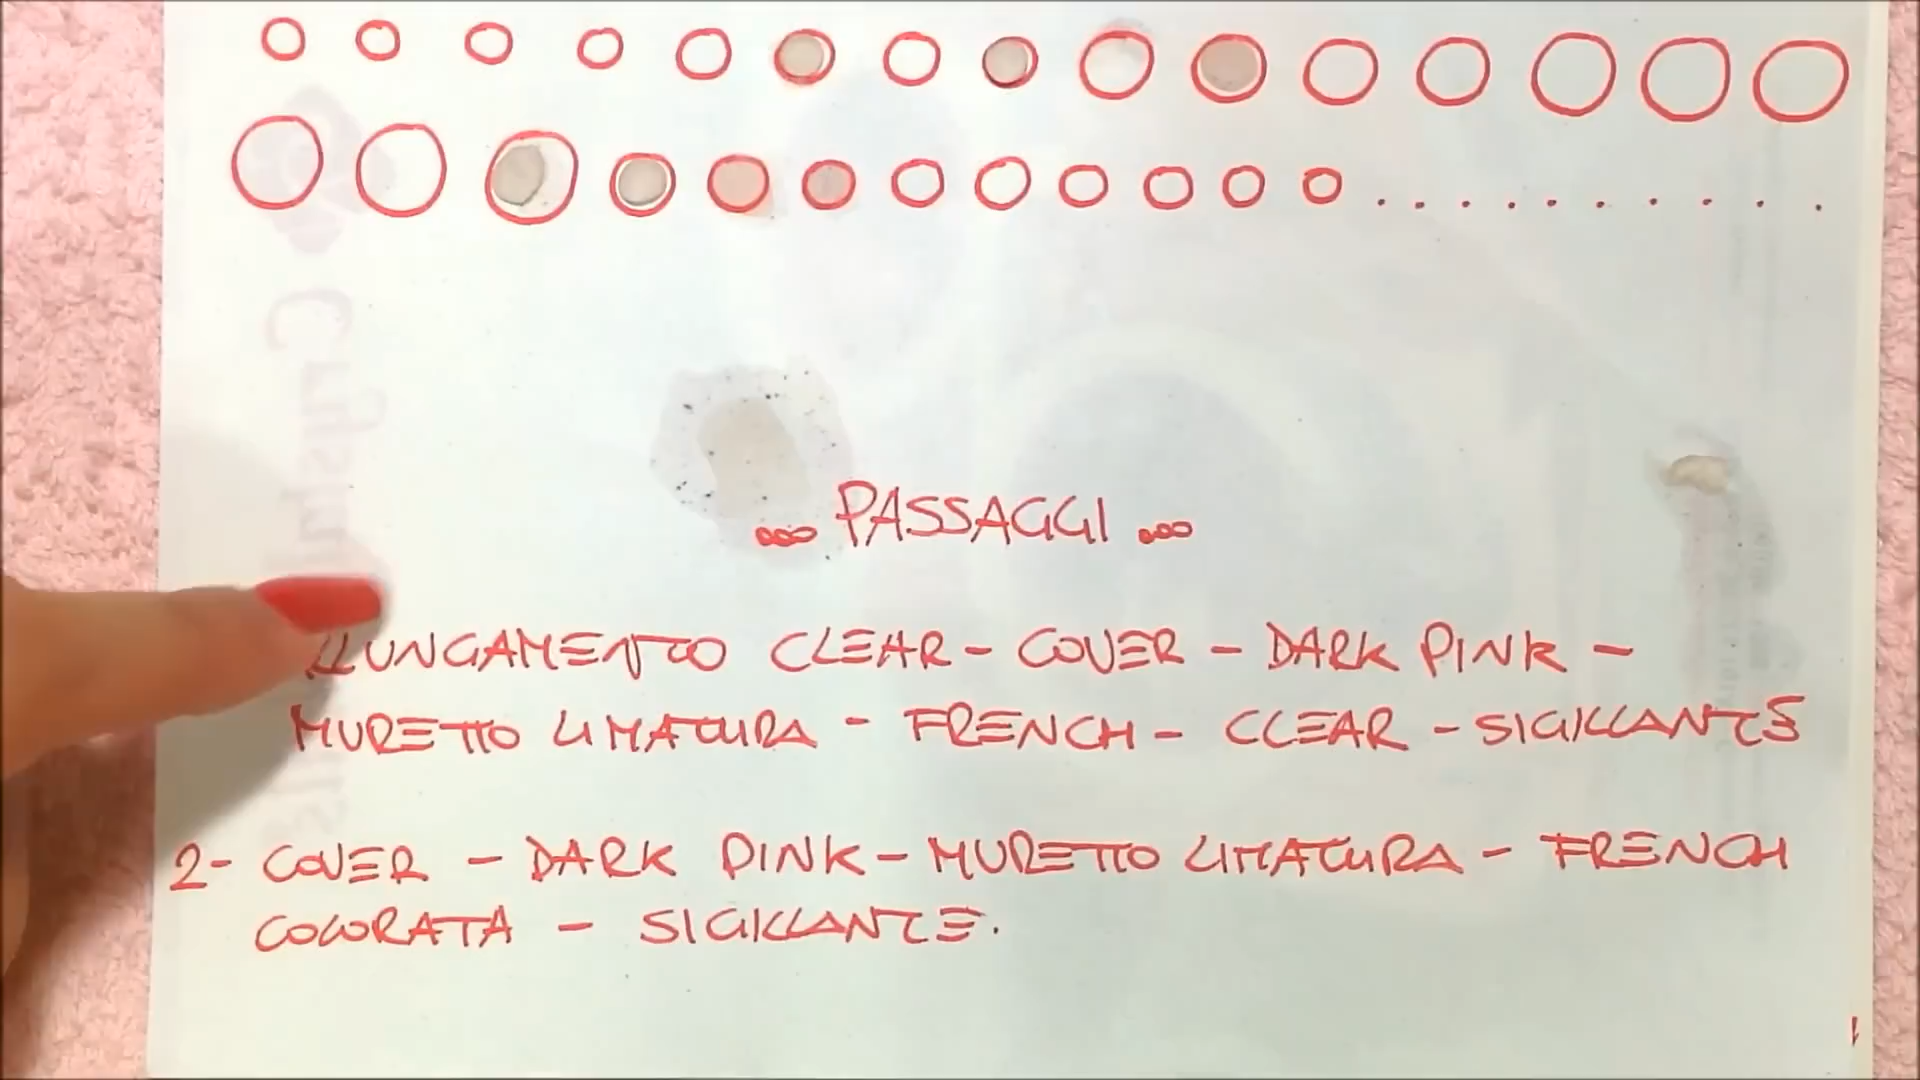 ... PASSAGGI ...
LLUNGAMENTO CLEAR - COVER - DARK PINK -
MURETTO LIMATURA - FRENCH - CLEAR - SIGILLANTE
2- COVER - DARK PINK - MURETTO LIMATURA - FRENCH
COLORATA - SIGILLANTE.